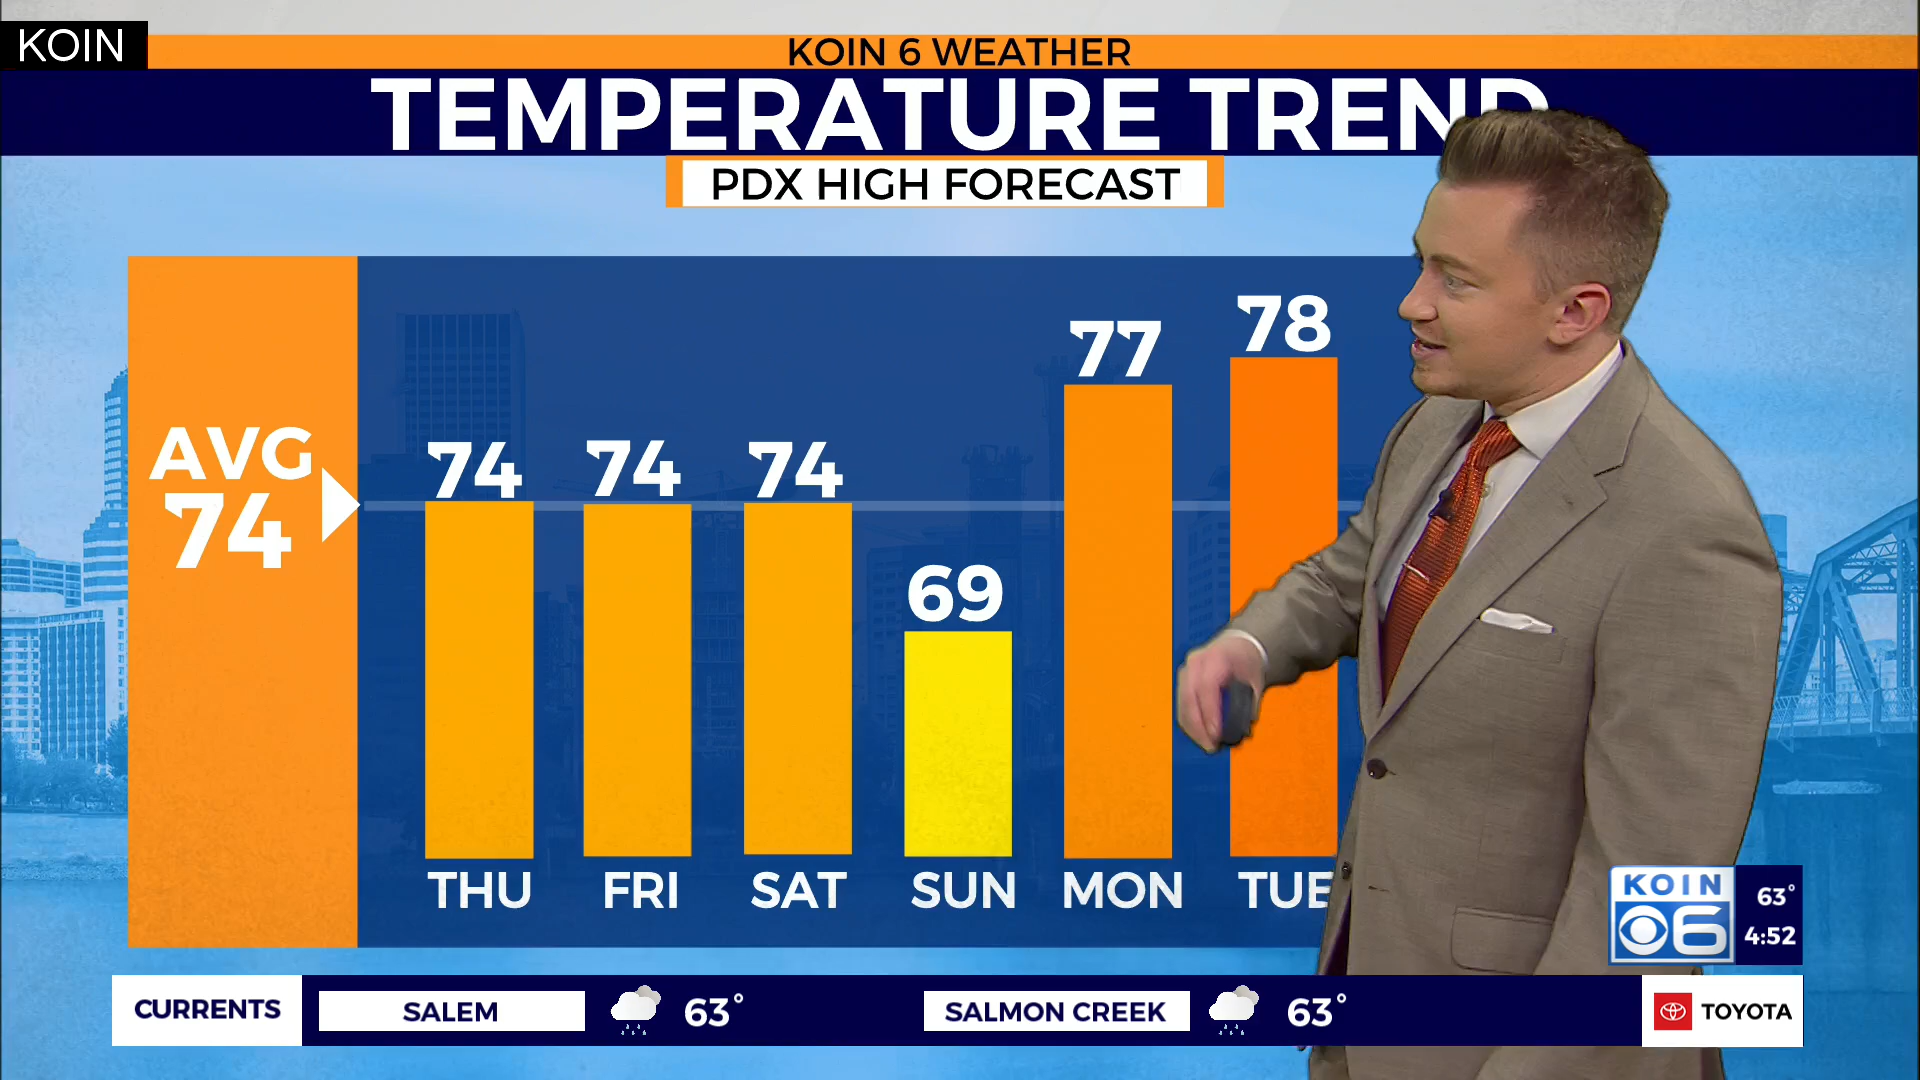 KOIN
KOIN 6 WEATHER
TEMPERATURE TREND
PDX HIGH FORECAST
AVG
74
74 74 74 69 77 78
THU FRI SAT SUN MON TUE
KOIN
6
63°
4:52
CURRENTS SALEM 63° SALMON CREEK 63° TOYOTA